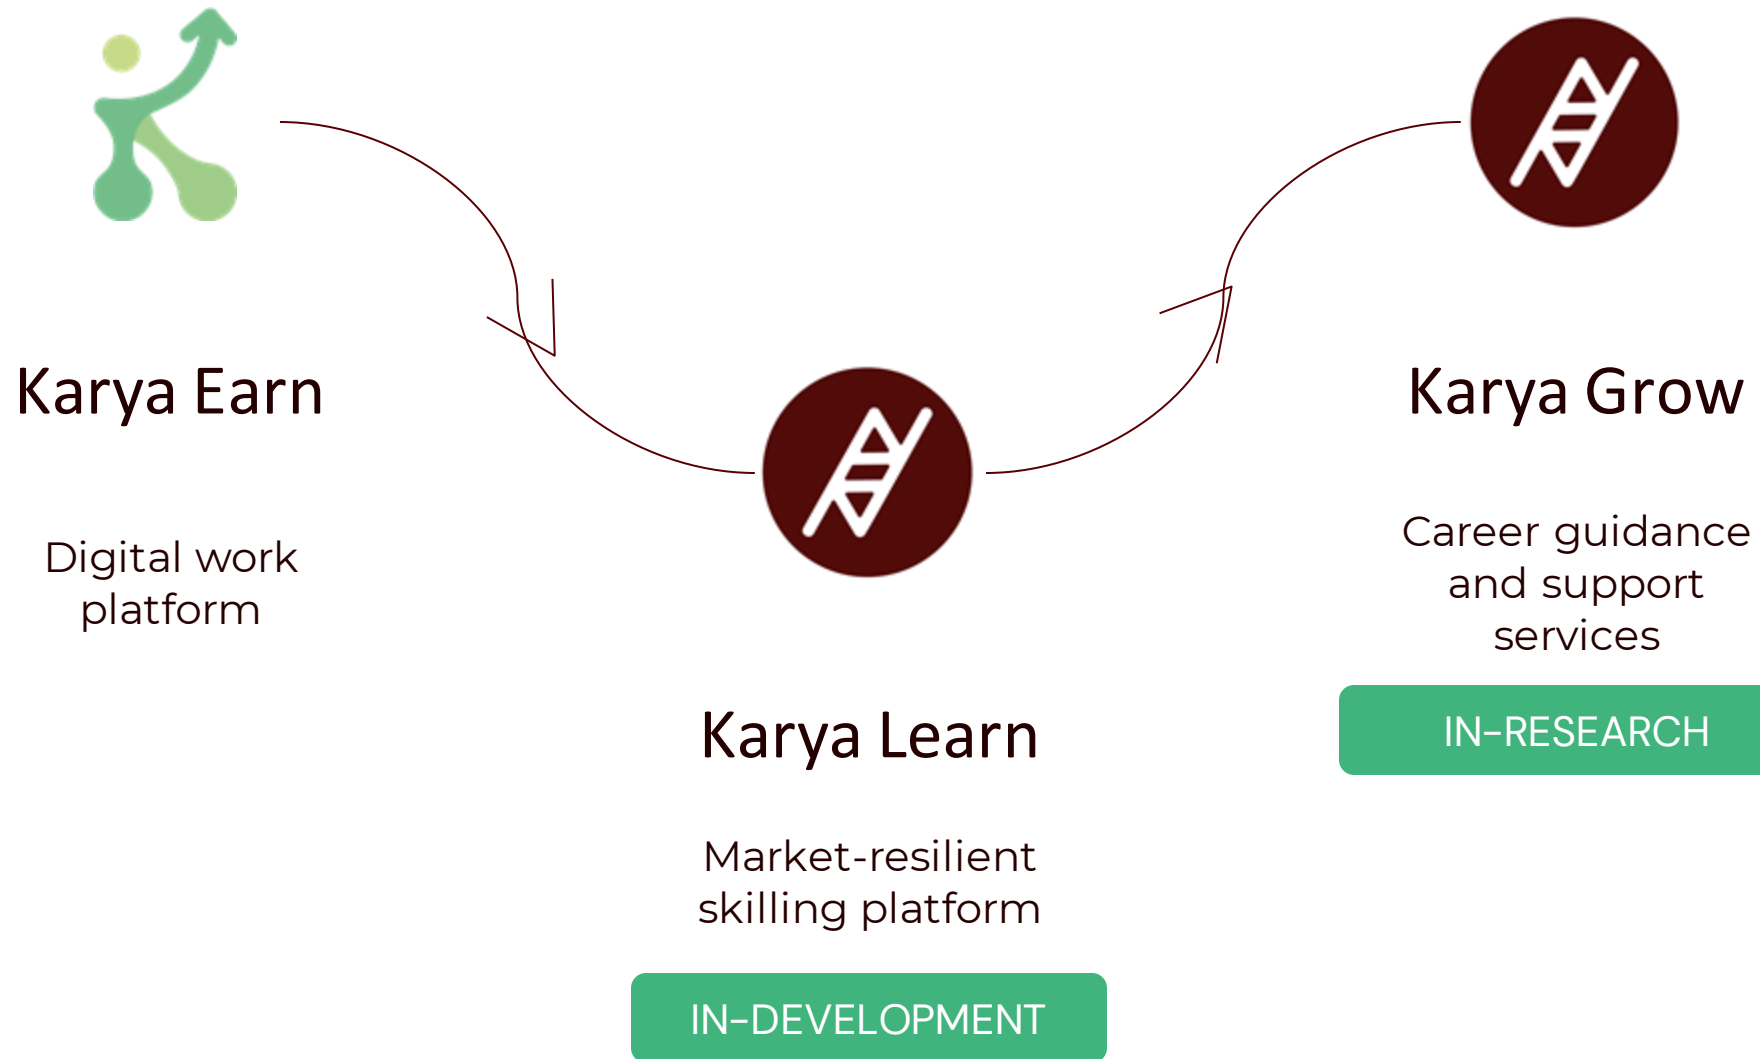 Karya Earn
Digital work
platform
Karya Learn
Market-resilient
skilling platform
IN-DEVELOPMENT
Karya Grow
Career guidance
and support
services
IN-RESEARCH